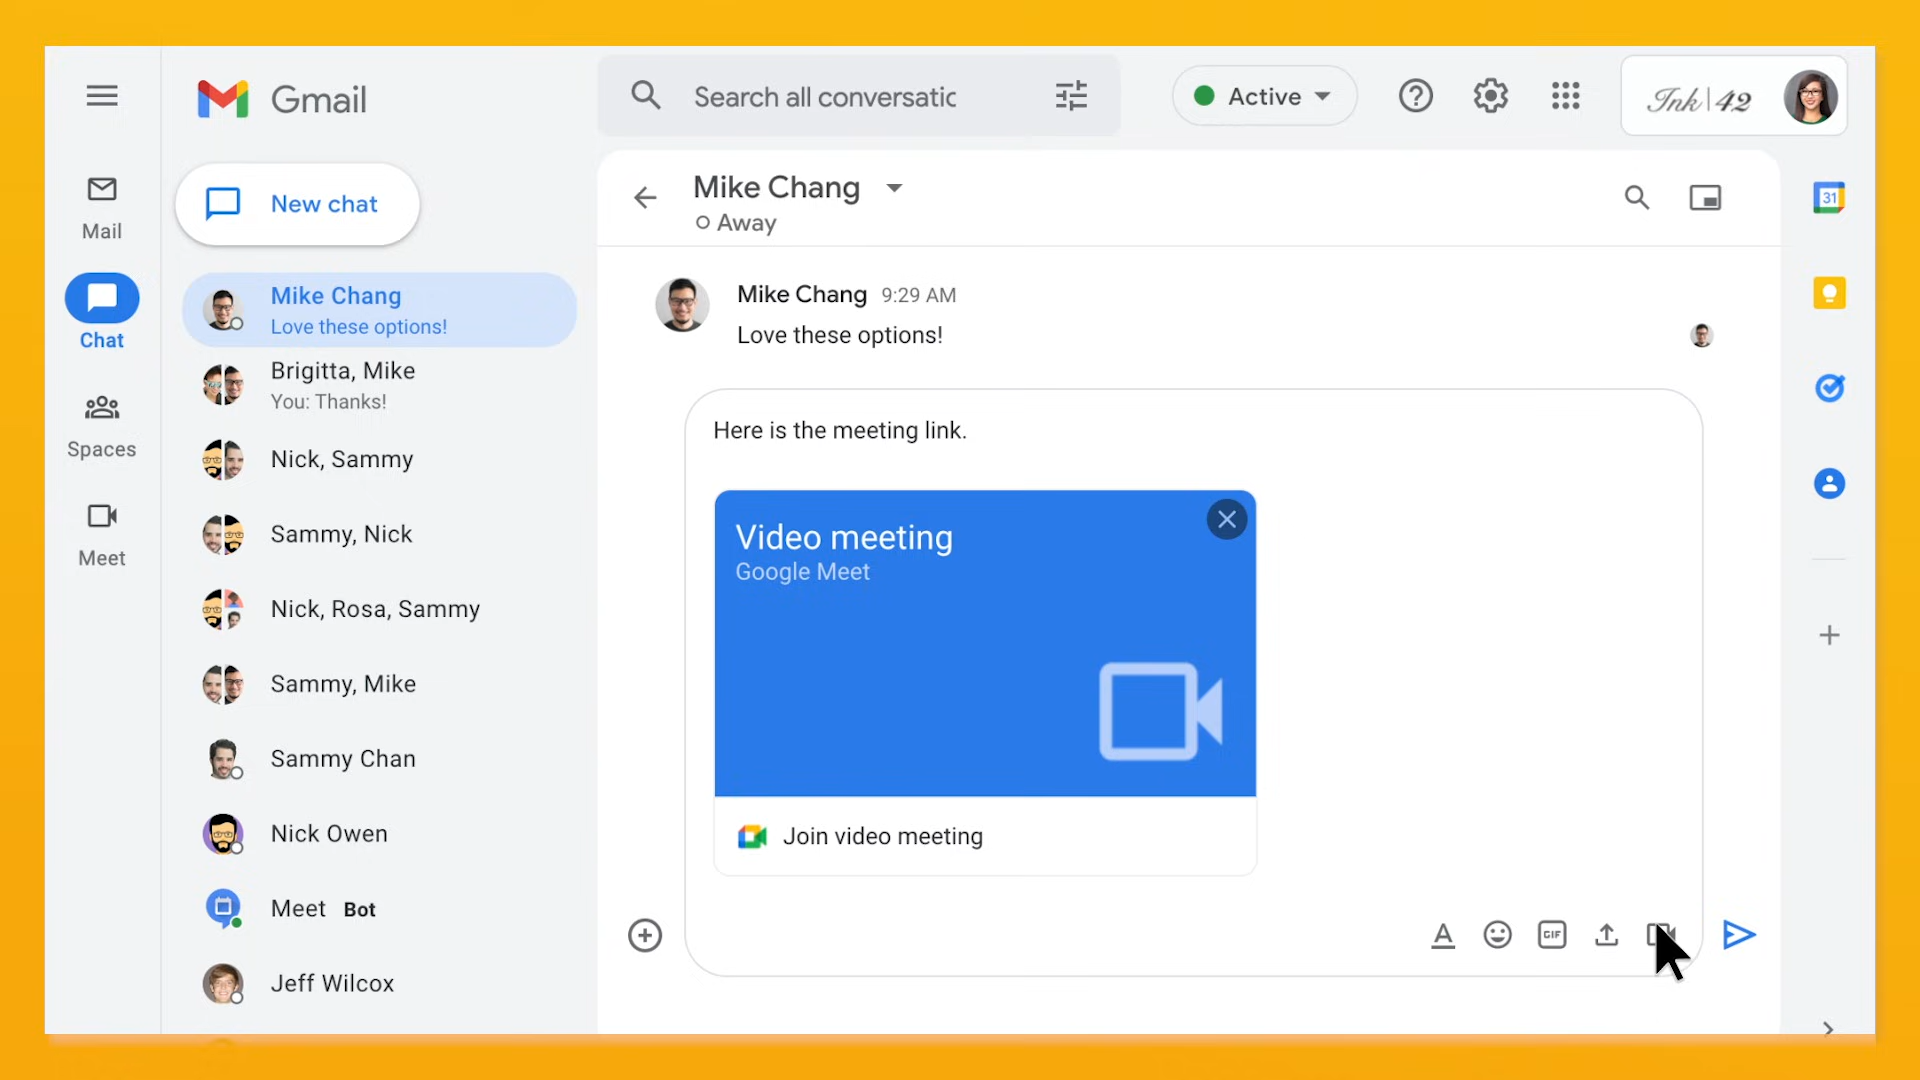 Gmail
Search all conversatic
Active
Ink|42
Mail
Chat
Spaces
Meet
New chat
Mike Chang
Love these options!
Brigitta, Mike
You: Thanks!
Nick, Sammy
Sammy, Nick
Nick, Rosa, Sammy
Sammy, Mike
Sammy Chan
Nick Owen
Meet Bot
Jeff Wilcox
Mike Chang
Away
Mike Chang 9:29 AM
Love these options!
Here is the meeting link.
Video meeting
Google Meet
Join video meeting
GIF
31